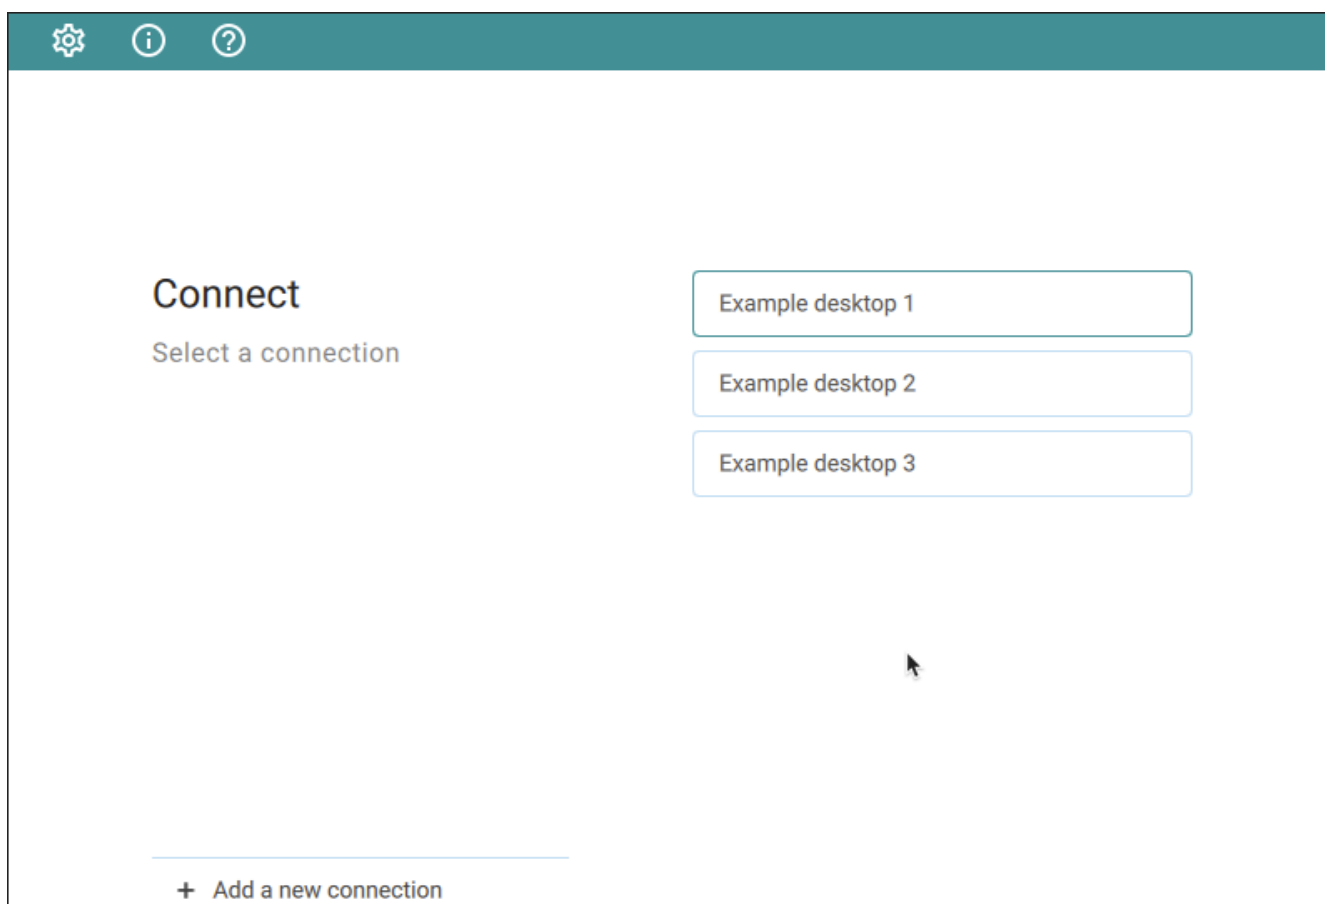 Connect
Select a connection
Example desktop 1
Example desktop 2
Example desktop 3
+ Add a new connection